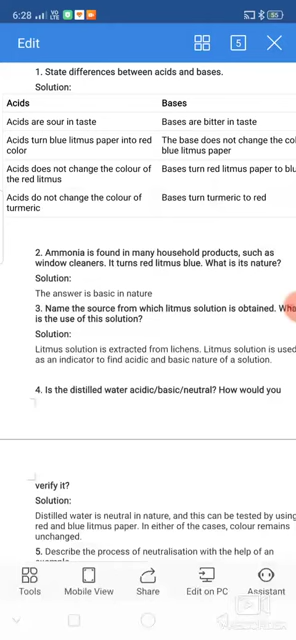 6:28
VO LTE
55
Edit
5
1. State differences between acids and bases.
Solution:
Acids Bases
Acids are sour in taste Bases are bitter in taste
Acids turn blue litmus paper into red The base does not change the co
color blue litmus paper
Acids does not change the colour of Bases turn red litmus paper to blu
the red litmus
Acids do not change the colour of Bases turn turmeric to red
turmeric
2. Ammonia is found in many household products, such as
window cleaners. It turns red litmus blue. What is its nature?
Solution:
The answer is basic in nature
3. Name the source from which litmus solution is obtained. Wha
is the use of this solution?
Solution:
Litmus solution is extracted from lichens. Litmus solution is used
as an indicator to find acidic and basic nature of a solution.
4. Is the distilled water acidic/basic/neutral? How would you
verify it?
Solution:
Distilled water is neutral in nature, and this can be tested by using
red and blue litmus paper. In either of the cases, colour remains
unchanged.
5. Describe the process of neutralisation with the help of an
Tools Mobile View Share Edit on PC Assistant